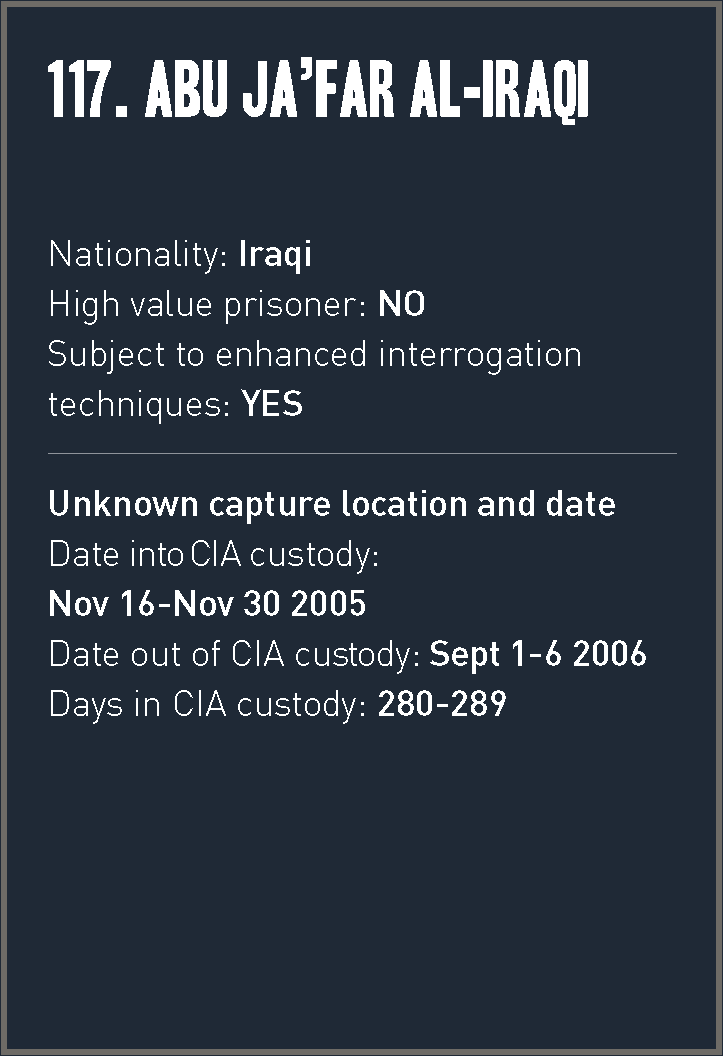 117. ABU JA’FAR AL-IRAQI
Nationality: Iraqi
High value prisoner: NO
Subject to enhanced interrogation
techniques: YES
Unknown capture location and date
Date into CIA custody:
Nov 16-Nov 30 2005
Date out of CIA custody: Sept 1-6 2006
Days in CIA custody: 280-289